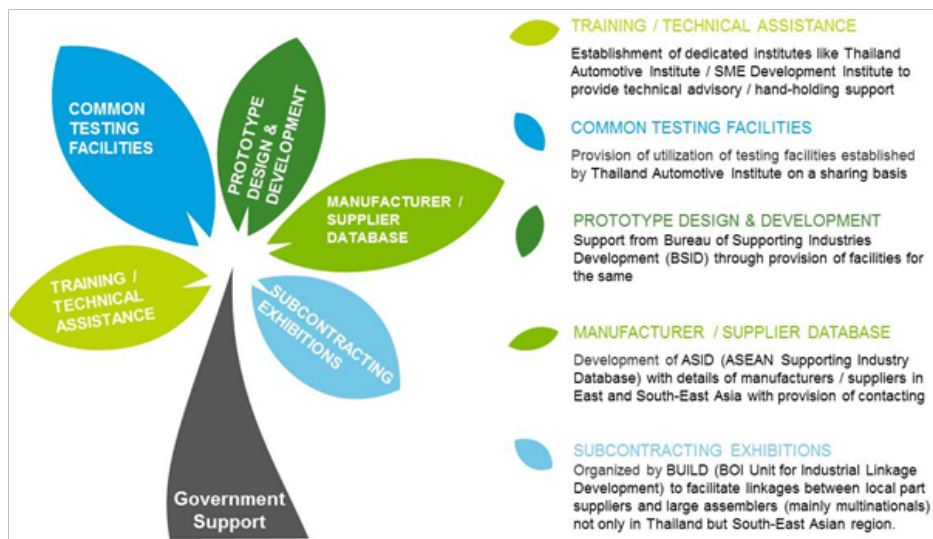 COMMON
TESTING
FACILITIES
PROTOTYPE
DESIGN &
DEVELOPMENT
MANUFACTURER /
SUPPLIER
DATABASE
TRAINING /
TECHNICAL
ASSISTANCE
SUBCONTRACTING
EXHIBITIONS
Government
Support
TRAINING / TECHNICAL ASSISTANCE
Establishment of dedicated institutes like Thailand
Automotive Institute / SME Development Institute to
provide technical advisory / hand-holding support
COMMON TESTING FACILITIES
Provision of utilization of testing facilities established
by Thailand Automotive Institute on a sharing basis
PROTOTYPE DESIGN & DEVELOPMENT
Support from Bureau of Supporting Industries
Development (BSID) through provision of facilities for
the same
MANUFACTURER / SUPPLIER DATABASE
Development of ASID (ASEAN Supporting Industry
Database) with details of manufacturers / suppliers in
East and South-East Asia with provision of contacting
SUBCONTRACTING EXHIBITIONS
Organized by BUILD (BOI Unit for Industrial Linkage
Development) to facilitate linkages between local part
suppliers and large assemblers (mainly multinationals)
not only in Thailand but South-East Asian region.